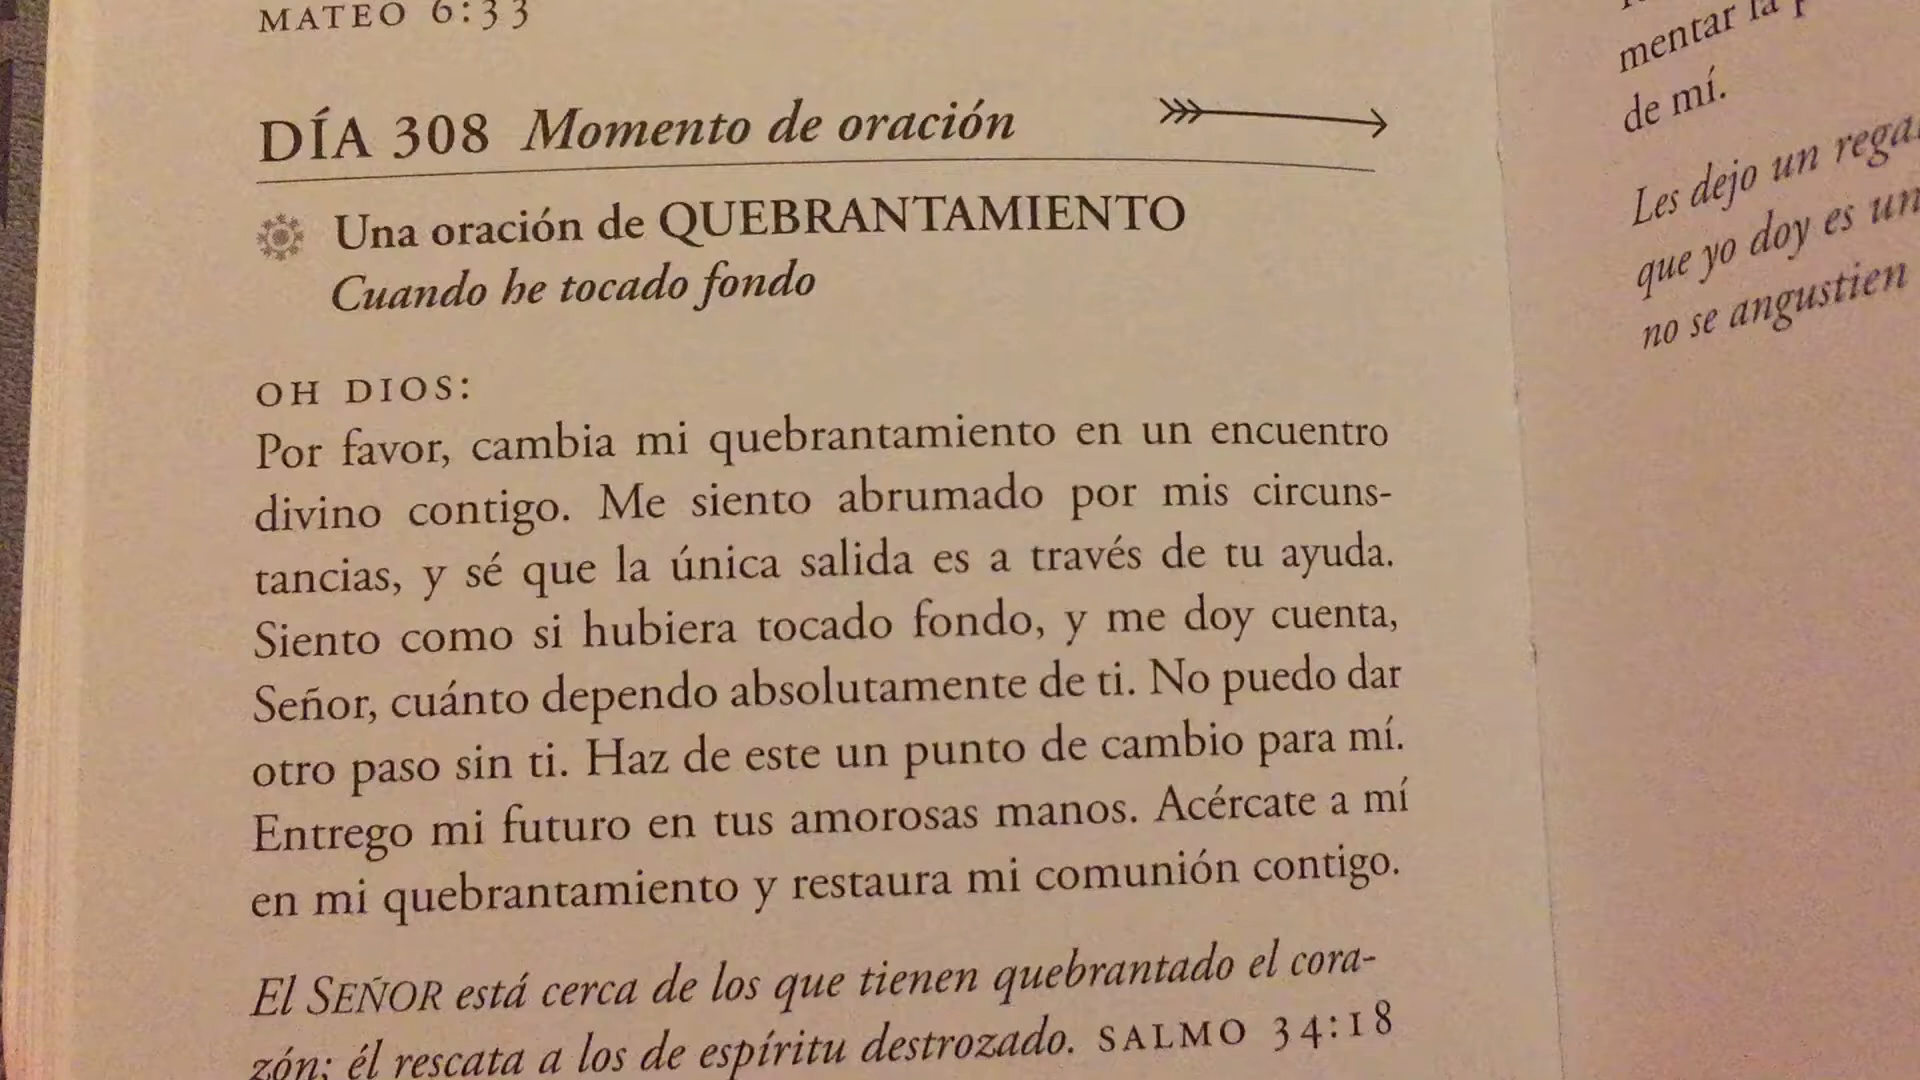 MATEO 6:33
DÍA 308 Momento de oración
Una oración de QUEBRANTAMIENTO
Cuando he tocado fondo
OH DIOS:
Por favor, cambia mi quebrantamiento en un encuentro
divino contigo. Me siento abrumado por mis circuns-
tancias, y sé que la única salida es a través de tu ayuda.
Siento como si hubiera tocado fondo, y me doy cuenta,
Señor, cuánto dependo absolutamente de ti. No puedo dar
otro paso sin ti. Haz de este un punto de cambio para mí.
Entrego mi futuro en tus amorosas manos. Acércate a mí
en mi quebrantamiento y restaura mi comunión contigo.
El SEÑOR está cerca de los que tienen quebrantado el cora-
zón; él rescata a los de espíritu destrozado. SALMO 34:18
mentar la
de mí.
Les dejo un
que yo doy es un
no se angustien